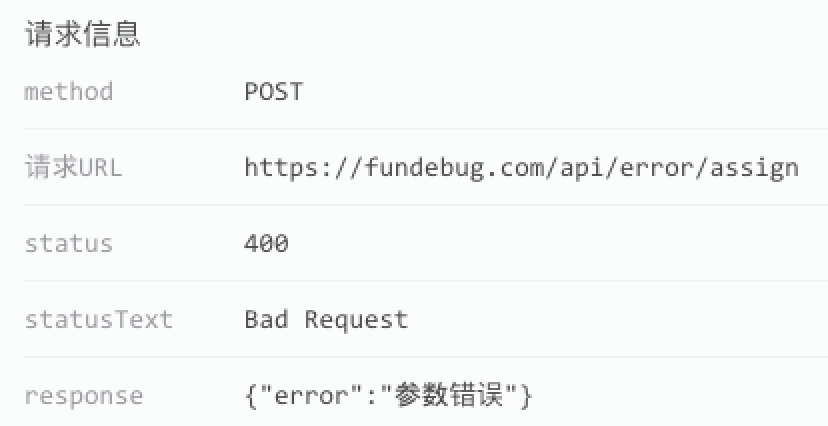 请求信息
method POST
请求URL https://fundebug.com/api/error/assign
status 400
statusText Bad Request
response {"error":"参数错误"}